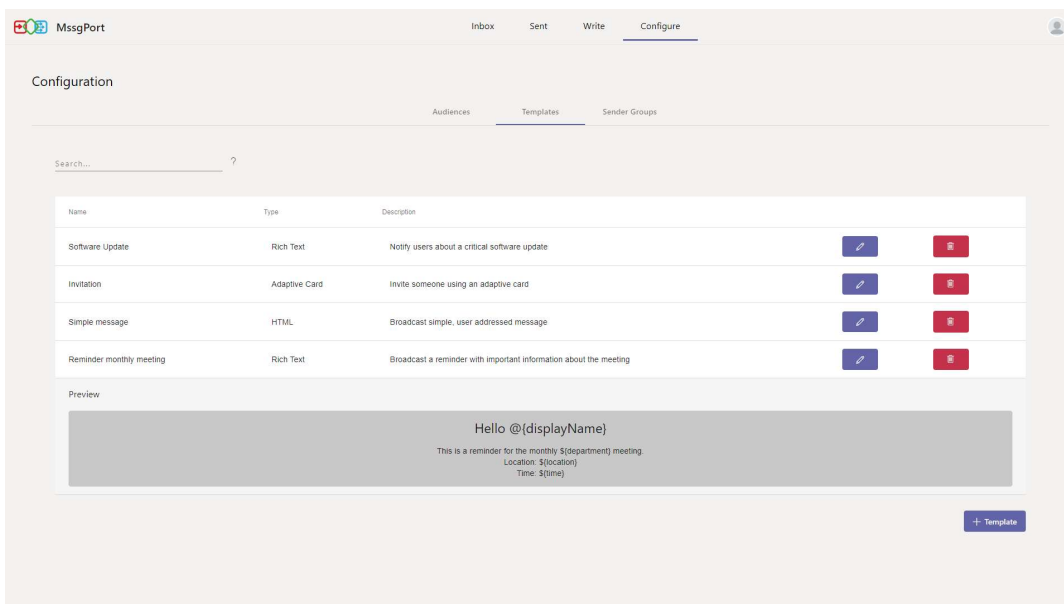 MssgPort Inbox Sent Write Configure
Configuration
Audiences Templates Sender Groups
Search... ?
Name Type Description
Software Update Rich Text Notify users about a critical software update
Invitation Adaptive Card Invite someone using an adaptive card
Simple message HTML Broadcast simple, user addressed message
Reminder monthly meeting Rich Text Broadcast a reminder with important information about the meeting
Preview
Hello @{displayName}
This is a reminder for the monthly ${department} meeting.
Location: ${location}
Time: ${time}
+ Template